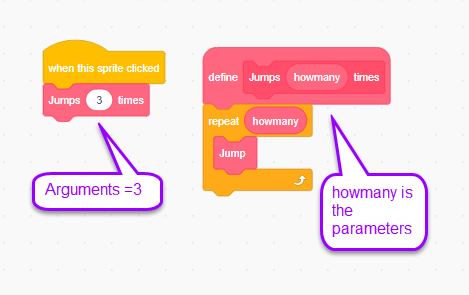 when this sprite clicked
Jumps 3 times
define Jumps howmany times
repeat howmany
Jump
Arguments =3
howmany is
the
parameters